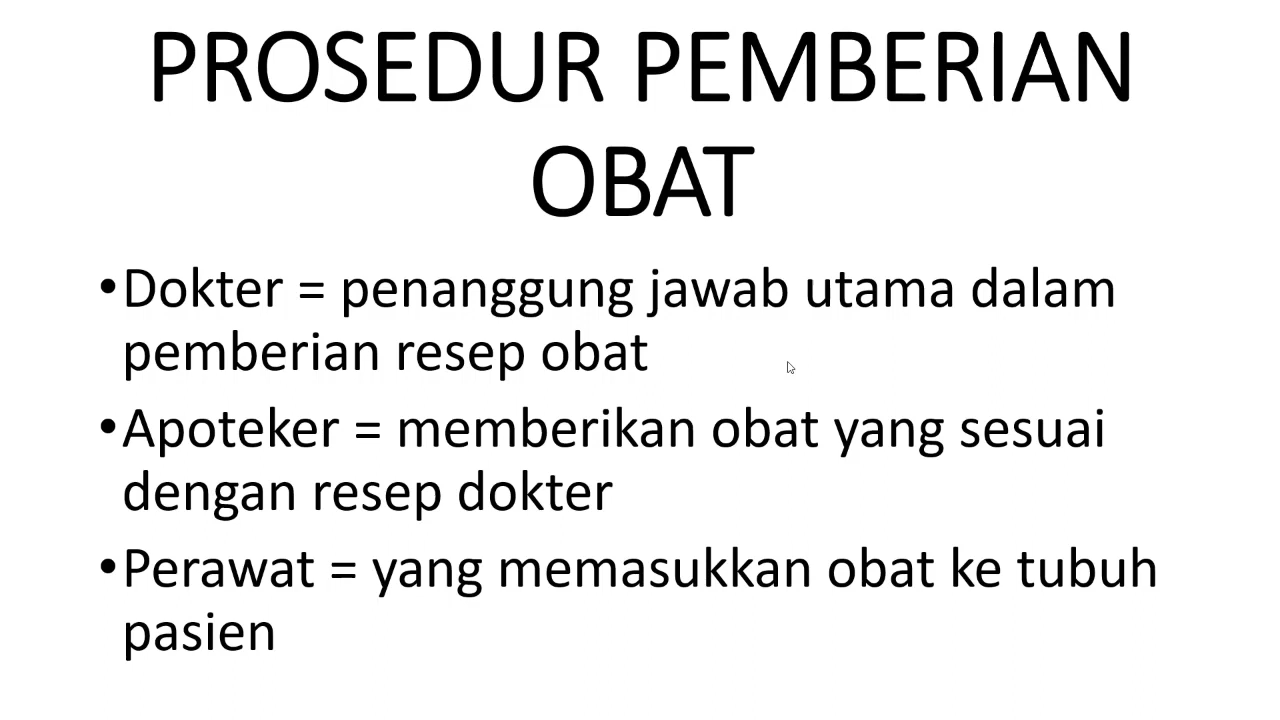 PROSEDUR PEMBERIAN
OBAT
•Dokter = penanggung jawab utama dalam
pemberian resep obat
•Apoteker = memberikan obat yang sesuai
dengan resep dokter
•Perawat = yang memasukkan obat ke tubuh
pasien